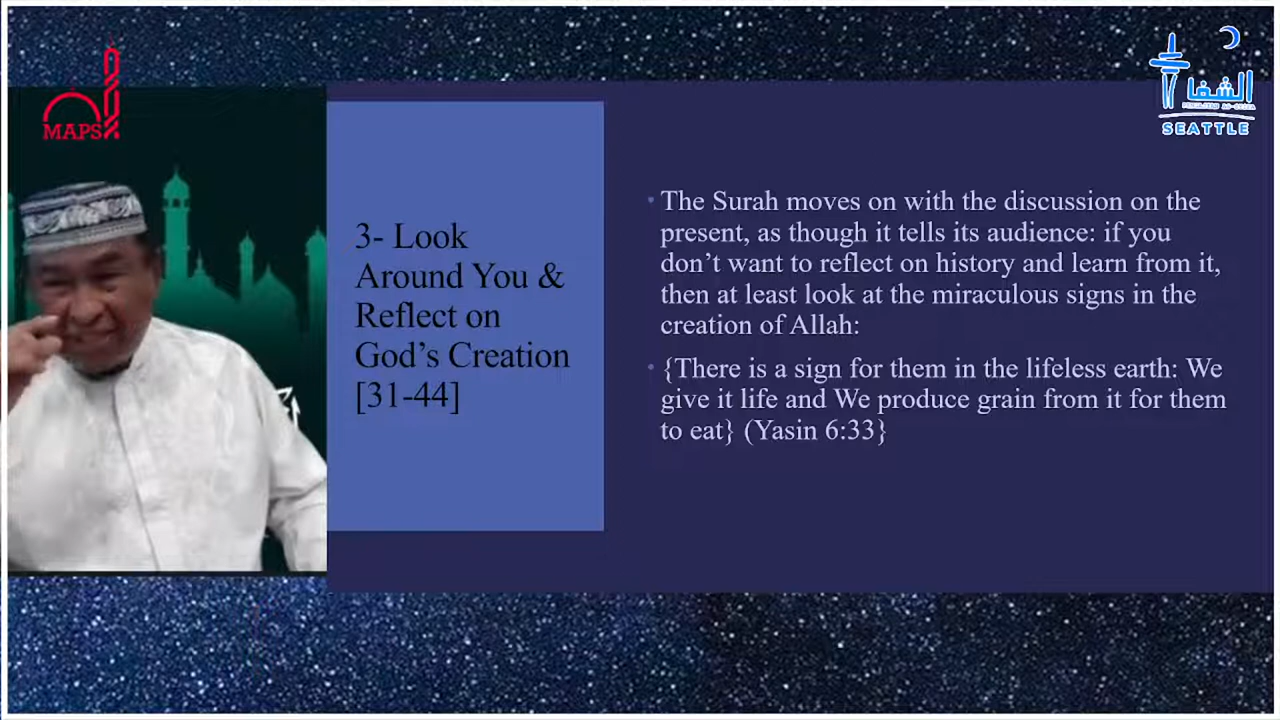 MAPS
الشفاء
SEATTLE
3- Look
Around You &
Reflect on
God’s Creation
[31-44]
• The Surah moves on with the discussion on the
present, as though it tells its audience: if you
don’t want to reflect on history and learn from it,
then at least look at the miraculous signs in the
creation of Allah:
• {There is a sign for them in the lifeless earth: We
give it life and We produce grain from it for them
to eat} (Yasin 6:33}